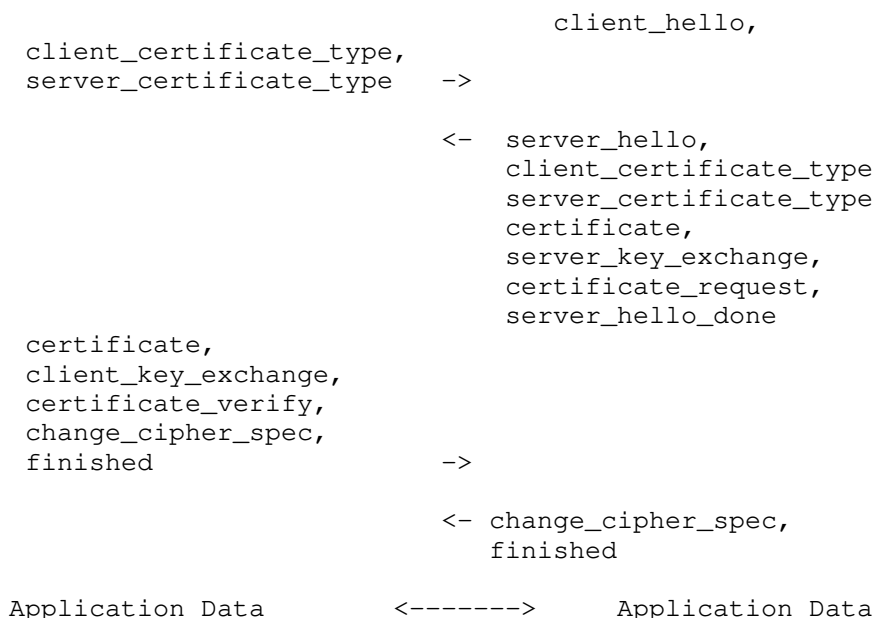 client_hello,
client_certificate_type,
server_certificate_type ->
<- server_hello,
client_certificate_type
server_certificate_type
certificate,
server_key_exchange,
certificate_request,
server_hello_done
certificate,
client_key_exchange,
certificate_verify,
change_cipher_spec,
finished ->
<- change_cipher_spec,
finished
Application Data <-------> Application Data